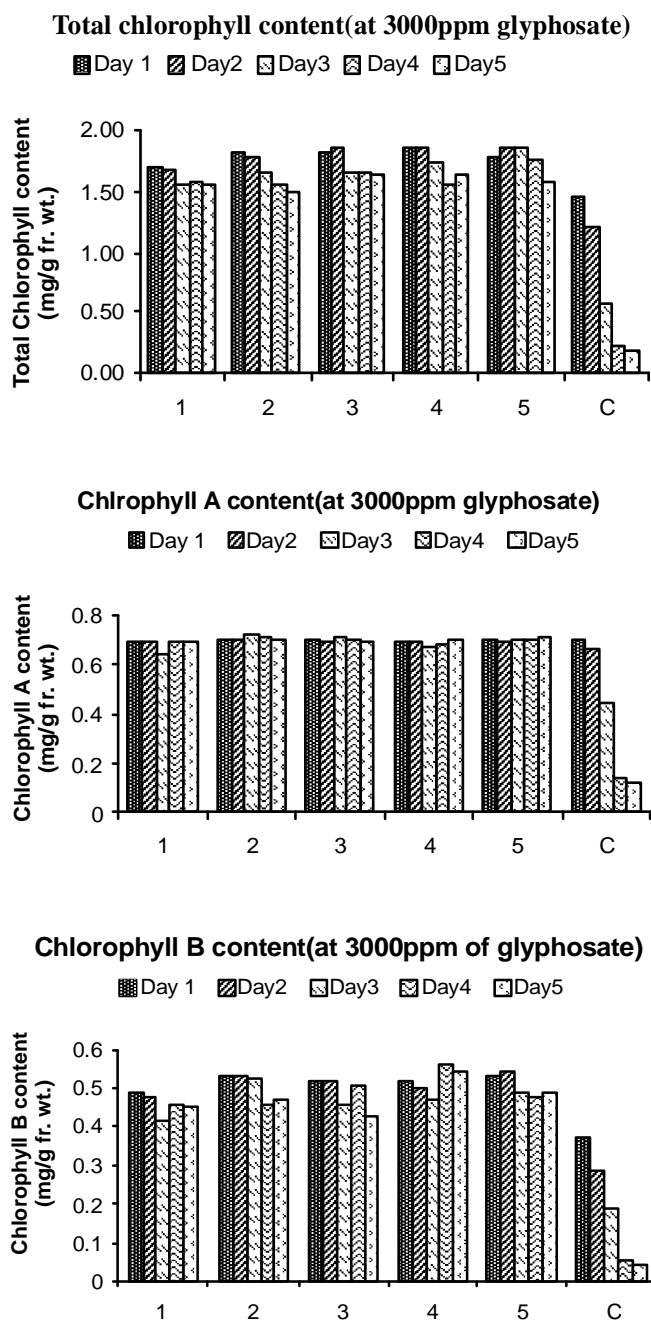 Total chlorophyll content(at 3000ppm glyphosate)
Day 1 Day2 Day3 Day4 Day5
Total Chlorophyll content
(mg/g fr. wt.)
2.00
1.50
1.00
0.50
0.00
1 2 3 4 5 C
Chlrophyll A content(at 3000ppm glyphosate)
Day 1 Day2 Day3 Day4 Day5
Chlorophyll A content
(mg/g fr. wt.)
0.8
0.6
0.4
0.2
0
1 2 3 4 5 C
Chlorophyll B content(at 3000ppm of glyphosate)
Day 1 Day2 Day3 Day4 Day5
Chlorophyll B content
(mg/g fr. wt.)
0.6
0.5
0.4
0.3
0.2
0.1
0
1 2 3 4 5 C